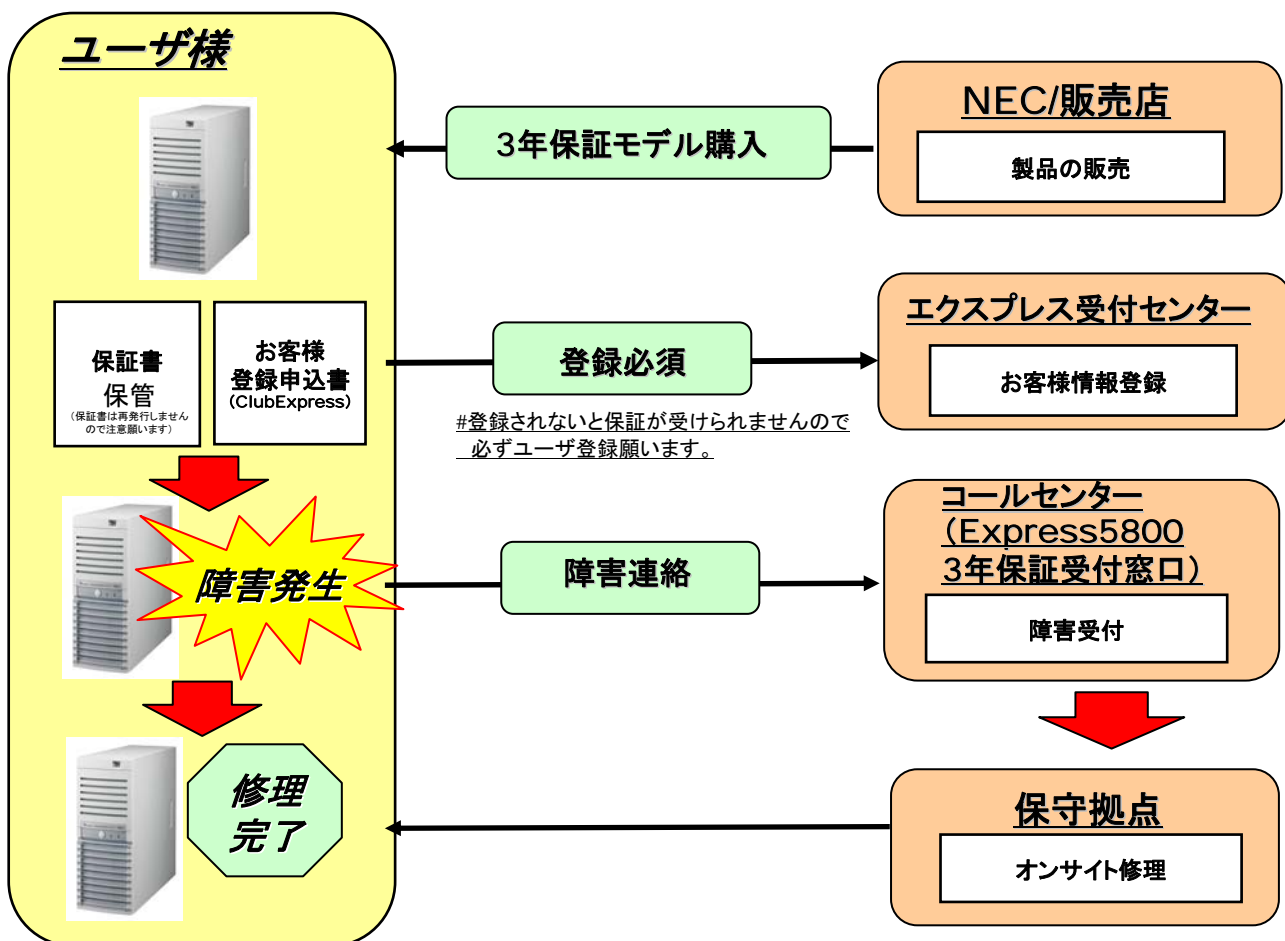 ユーザ様
NEC/販売店
3年保証モデル購入
製品の販売
エクスプレス受付センター
保証書
保管
(保証書は再発行しません
ので注意願います)
お客様
登録申込書
(ClubExpress)
登録必須
お客様情報登録
#登録されないと保証が受けられませんので
必ずユーザ登録願います。
コールセンター
(Express5800
3年保証受付窓口)
障害発生
障害連絡
障害受付
修理
完了
保守拠点
オンサイト修理